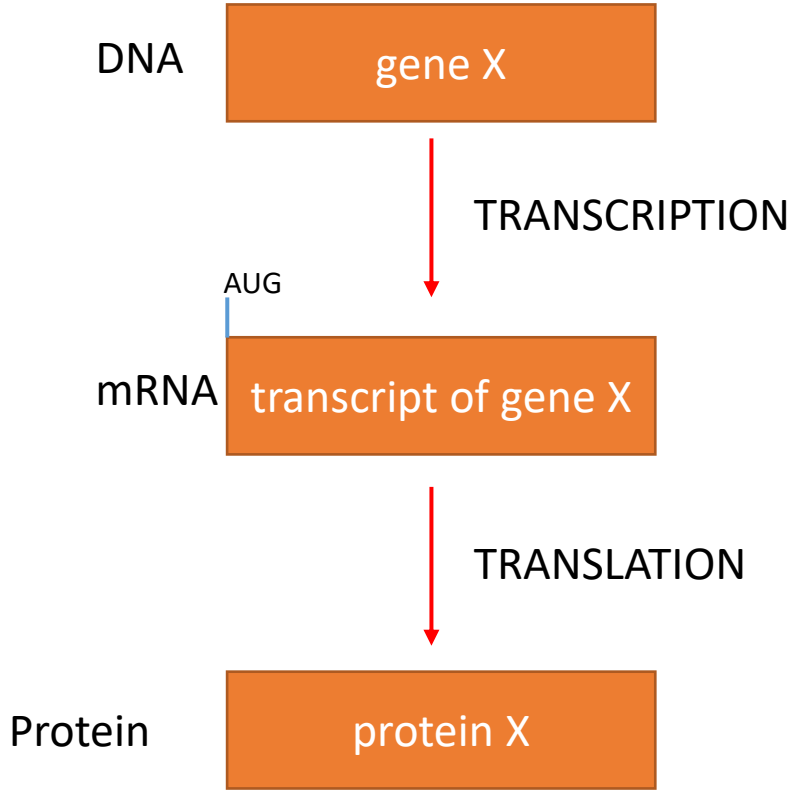 DNA
gene X
TRANSCRIPTION
AUG
mRNA
transcript of gene X
TRANSLATION
Protein
protein X